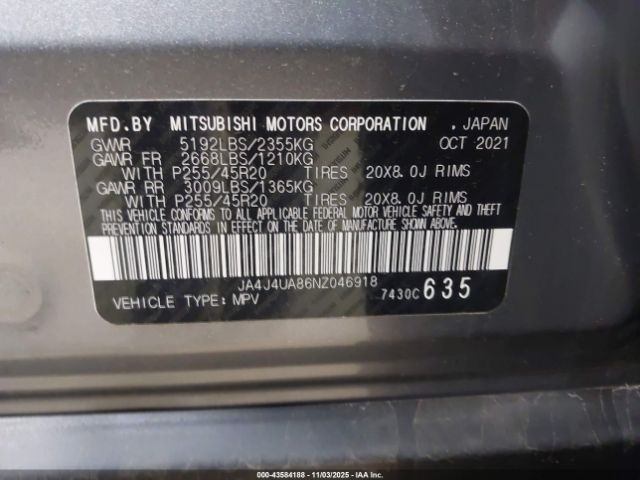 MFD.BY MITSUBISHI MOTORS CORPORATION . JAPAN
GVWR 5192LBS/2355KG OCT 2021
GAWR FR 2668LBS/1210KG
WITH P255/45R20 TIRES 20X8.0J RIMS
GAWR RR 3009LBS/1365KG
WITH P255/45R20 TIRES 20X8.0J RIMS
THIS VEHICLE CONFORMS TO ALL APPLICABLE FEDERAL MOTOR VEHICLE SAFETY AND THEFT
PREVENTION STANDARDS IN EFFECT ON THE DATE OF MANUFACTURE SHOWN ABOVE.
JA4J4UA86NZ046918
VEHICLE TYPE: MPV 7430C 635
00-43584188 - 11/03/2025 - IAA Inc.